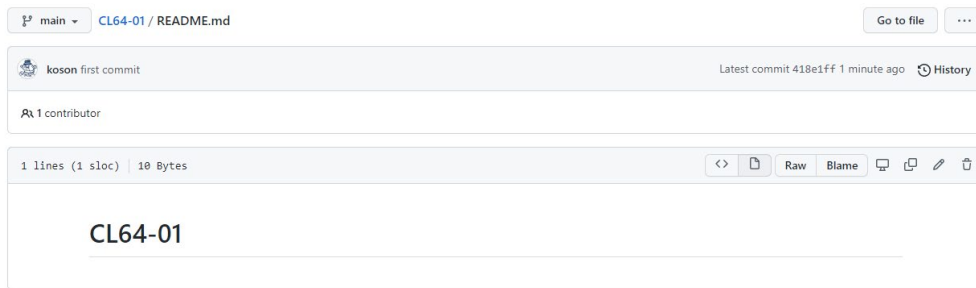 main CL64-01 / README.md Go to file ...
koson first commit Latest commit 418e1ff 1 minute ago History
1 contributor
1 lines (1 sloc) 10 Bytes <> Raw Blame
CL64-01